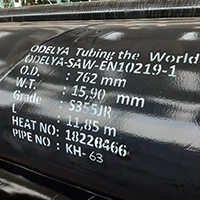 ODELYA Tubing the World
ODELYA-SAW-EN10219-1
O.D. : 762 mm
W.T. : 15,90 mm
Grade : S355JR
: 11,85 m
HEAT NO: 18228466
PIPE NO : KH-63